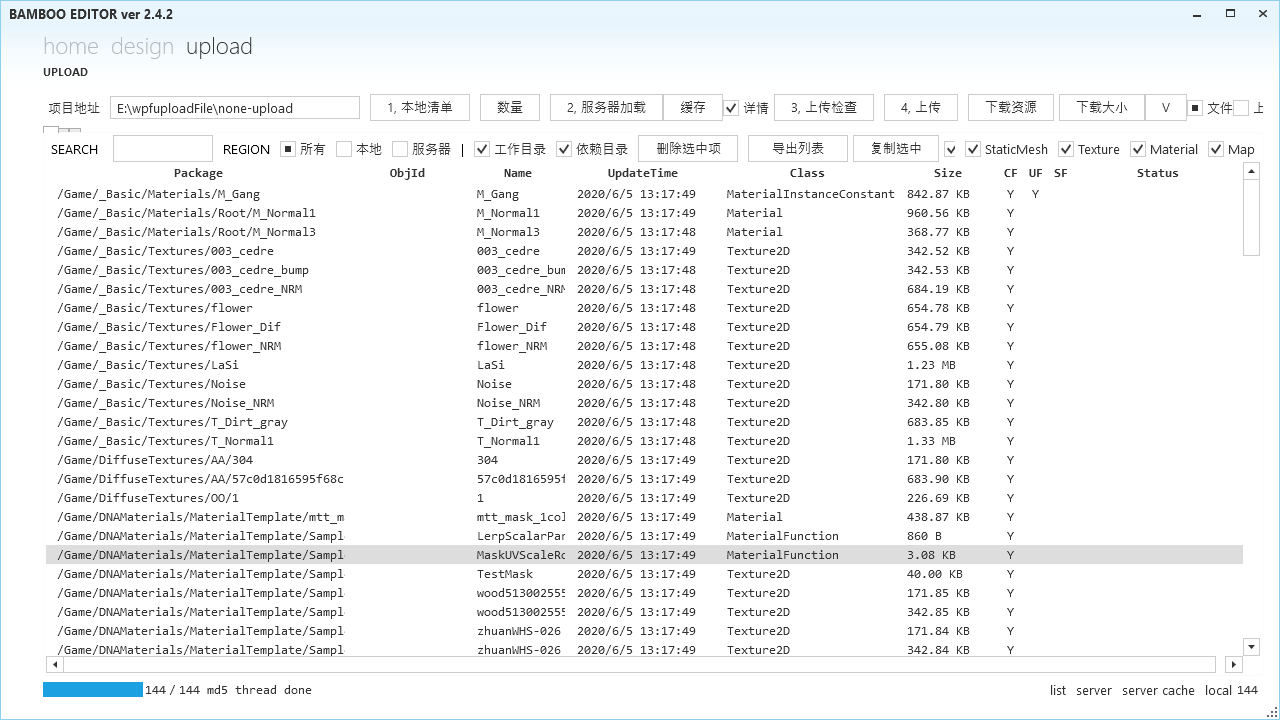 BAMBOO EDITOR ver 2.4.2
home design upload
UPLOAD
项目地址 E:\wpfuploadFile\none-upload 1, 本地清单 数量 2, 服务器加载 缓存 详情 3, 上传检查 4, 上传 下载资源 下载大小 V 文件 上
SEARCH REGION 所有 本地 服务器 | 工作目录 依赖目录 删除选中项 导出列表 复制选中 StaticMesh Texture Material Map
Package ObjId Name UpdateTime Class Size CF UF SF Status
/Game/_Basic/Materials/M_Gang M_Gang 2020/6/5 13:17:49 MaterialInstanceConstant 842.87 KB Y Y
/Game/_Basic/Materials/Root/M_Normal1 M_Normal1 2020/6/5 13:17:49 Material 960.56 KB Y
/Game/_Basic/Materials/Root/M_Normal3 M_Normal3 2020/6/5 13:17:48 Material 368.77 KB Y
/Game/_Basic/Textures/003_cedre 003_cedre 2020/6/5 13:17:49 Texture2D 342.52 KB Y
/Game/_Basic/Textures/003_cedre_bump 003_cedre_bum 2020/6/5 13:17:48 Texture2D 342.53 KB Y
/Game/_Basic/Textures/003_cedre_NRM 003_cedre_NRM 2020/6/5 13:17:48 Texture2D 684.19 KB Y
/Game/_Basic/Textures/flower flower 2020/6/5 13:17:48 Texture2D 654.78 KB Y
/Game/_Basic/Textures/Flower_Dif Flower_Dif 2020/6/5 13:17:48 Texture2D 654.79 KB Y
/Game/_Basic/Textures/flower_NRM flower_NRM 2020/6/5 13:17:48 Texture2D 655.08 KB Y
/Game/_Basic/Textures/LaSi LaSi 2020/6/5 13:17:48 Texture2D 1.23 MB Y
/Game/_Basic/Textures/Noise Noise 2020/6/5 13:17:48 Texture2D 171.80 KB Y
/Game/_Basic/Textures/Noise_NRM Noise_NRM 2020/6/5 13:17:48 Texture2D 342.80 KB Y
/Game/_Basic/Textures/T_Dirt_gray T_Dirt_gray 2020/6/5 13:17:48 Texture2D 683.85 KB Y
/Game/_Basic/Textures/T_Normal1 T_Normal1 2020/6/5 13:17:48 Texture2D 1.33 MB Y
/Game/DiffuseTextures/AA/304 304 2020/6/5 13:17:49 Texture2D 171.80 KB Y
/Game/DiffuseTextures/AA/57c0d1816595f68c 57c0d1816595f 2020/6/5 13:17:49 Texture2D 683.90 KB Y
/Game/DiffuseTextures/OO/1 1 2020/6/5 13:17:49 Texture2D 226.69 KB Y
/Game/DNAMaterials/MaterialTemplate/mtt_m mtt_mask_1col 2020/6/5 13:17:49 Material 438.87 KB Y
/Game/DNAMaterials/MaterialTemplate/Sampl LerpScalarPar 2020/6/5 13:17:49 MaterialFunction 860 B Y
/Game/DNAMaterials/MaterialTemplate/Sampl MaskUVScaleRo 2020/6/5 13:17:49 MaterialFunction 3.08 KB Y
/Game/DNAMaterials/MaterialTemplate/Sampl TestMask 2020/6/5 13:17:49 Texture2D 40.00 KB Y
/Game/DNAMaterials/MaterialTemplate/Sampl wood513002555 2020/6/5 13:17:49 Texture2D 171.85 KB Y
/Game/DNAMaterials/MaterialTemplate/Sampl wood513002555 2020/6/5 13:17:49 Texture2D 342.85 KB Y
/Game/DNAMaterials/MaterialTemplate/Sampl zhuanWHS-026 2020/6/5 13:17:49 Texture2D 171.84 KB Y
/Game/DNAMaterials/MaterialTemplate/Sampl zhuanWHS-026 2020/6/5 13:17:49 Texture2D 342.84 KB Y
144 / 144 md5 thread done list server server cache local 144